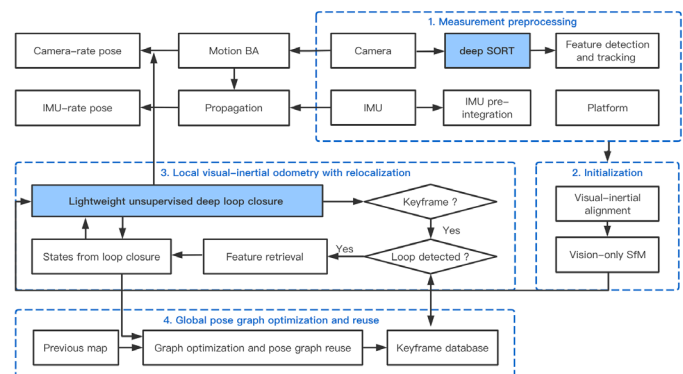 1. Measurement preprocessing
Camera-rate pose
Motion BA
Camera
deep SORT
Feature detection
and tracking
IMU-rate pose
Propagation
IMU
IMU pre-
integration
Platform
3. Local visual-inertial odometry with relocalization
2. Initialization
Lightweight unsupervised deep loop closure
Keyframe ?
Visual-inertial
alignment
Yes
States from loop closure
Feature retrieval
Yes
Loop detected ?
Vision-only SfM
4. Global pose graph optimization and reuse
Previous map
Graph optimization and pose graph reuse
Keyframe database